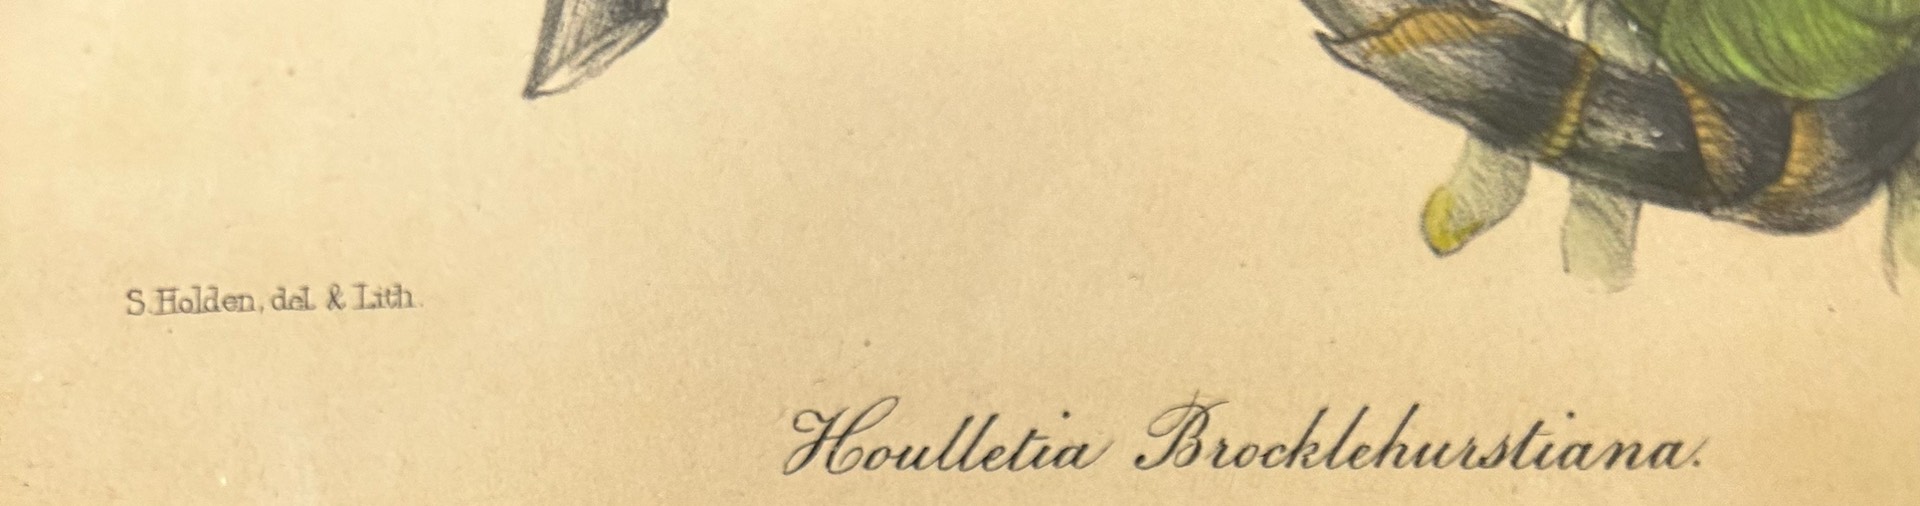 S. Holden, del. & Lith.
Houlletia Brocklehurstiana.